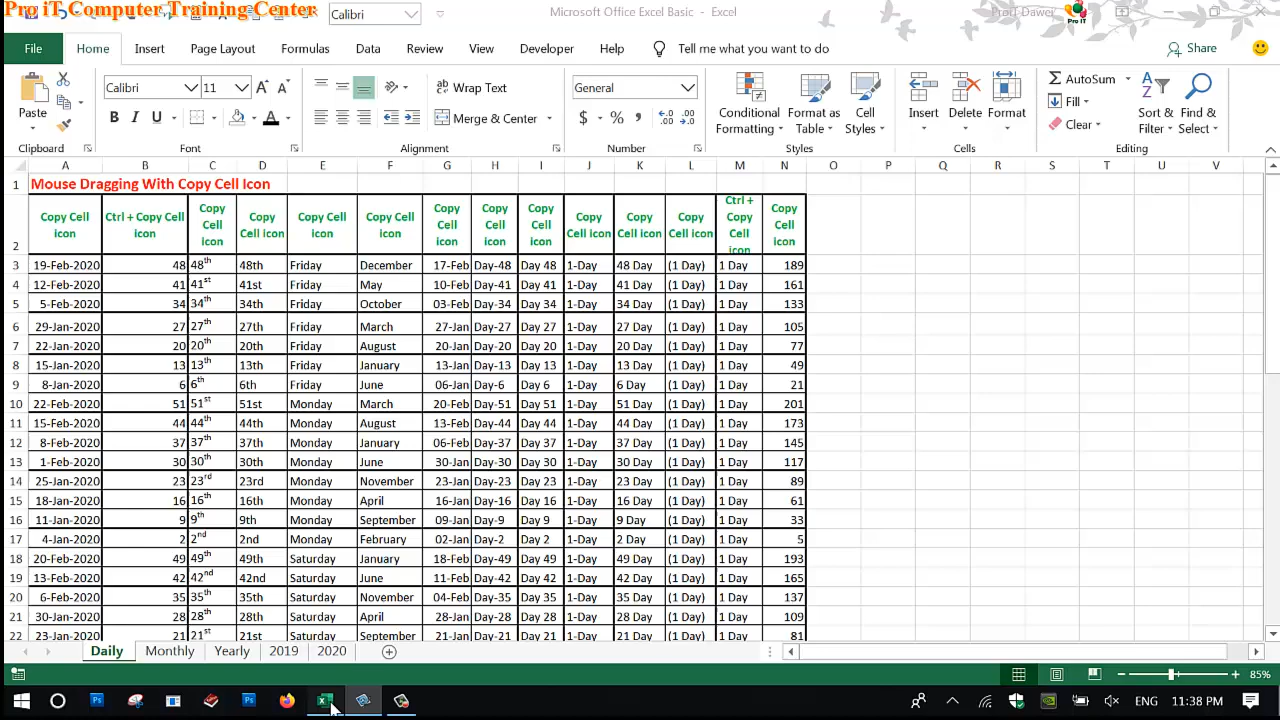 Pro iT Computer Training Center
Calibri
Microsoft Office Excel Basic - Excel
ProiT Dawei
Pro iT
File Home Insert Page Layout Formulas Data Review View Developer Help Tell me what you want to do Share
Calibri 11 A A Wrap Text General AutoSum
Paste B I U A Merge & Center $ % , Conditional Formatting Format as Table Cell Styles Insert Delete Format Fill Clear Sort & Filter Find & Select
Clipboard Font Alignment Number Styles Cells Editing
A B C D E F G H I J K L M N O P Q R S T U V
1 Mouse Dragging With Copy Cell Icon
2 Copy Cell icon Ctrl + Copy Cell icon Copy Cell icon Copy Cell icon Copy Cell icon Copy Cell icon Copy Cell icon Copy Cell icon Copy Cell icon Copy Cell icon Copy Cell icon Copy Cell icon Ctrl + Copy Cell icon Copy Cell icon
3 19-Feb-2020 48 48th 48th Friday December 17-Feb Day-48 Day 48 1-Day 48 Day (1 Day) 1 Day 189
4 12-Feb-2020 41 41st 41st Friday May 10-Feb Day-41 Day 41 1-Day 41 Day (1 Day) 1 Day 161
5 5-Feb-2020 34 34th 34th Friday October 03-Feb Day-34 Day 34 1-Day 34 Day (1 Day) 1 Day 133
6 29-Jan-2020 27 27th 27th Friday March 27-Jan Day-27 Day 27 1-Day 27 Day (1 Day) 1 Day 105
7 22-Jan-2020 20 20th 20th Friday August 20-Jan Day-20 Day 20 1-Day 20 Day (1 Day) 1 Day 77
8 15-Jan-2020 13 13th 13th Friday January 13-Jan Day-13 Day 13 1-Day 13 Day (1 Day) 1 Day 49
9 8-Jan-2020 6 6th 6th Friday June 06-Jan Day-6 Day 6 1-Day 6 Day (1 Day) 1 Day 21
10 22-Feb-2020 51 51st 51st Monday March 20-Feb Day-51 Day 51 1-Day 51 Day (1 Day) 1 Day 201
11 15-Feb-2020 44 44th 44th Monday August 13-Feb Day-44 Day 44 1-Day 44 Day (1 Day) 1 Day 173
12 8-Feb-2020 37 37th 37th Monday January 06-Feb Day-37 Day 37 1-Day 37 Day (1 Day) 1 Day 145
13 1-Feb-2020 30 30th 30th Monday June 30-Jan Day-30 Day 30 1-Day 30 Day (1 Day) 1 Day 117
14 25-Jan-2020 23 23rd 23rd Monday November 23-Jan Day-23 Day 23 1-Day 23 Day (1 Day) 1 Day 89
15 18-Jan-2020 16 16th 16th Monday April 16-Jan Day-16 Day 16 1-Day 16 Day (1 Day) 1 Day 61
16 11-Jan-2020 9 9th 9th Monday September 09-Jan Day-9 Day 9 1-Day 9 Day (1 Day) 1 Day 33
17 4-Jan-2020 2 2nd 2nd Monday February 02-Jan Day-2 Day 2 1-Day 2 Day (1 Day) 1 Day 5
18 20-Feb-2020 49 49th 49th Saturday January 18-Feb Day-49 Day 49 1-Day 49 Day (1 Day) 1 Day 193
19 13-Feb-2020 42 42nd 42nd Saturday June 11-Feb Day-42 Day 42 1-Day 42 Day (1 Day) 1 Day 165
20 6-Feb-2020 35 35th 35th Saturday November 04-Feb Day-35 Day 35 1-Day 35 Day (1 Day) 1 Day 137
21 30-Jan-2020 28 28th 28th Saturday April 28-Jan Day-28 Day 28 1-Day 28 Day (1 Day) 1 Day 109
22 23-Jan-2020 21 21st 21st Saturday September 21-Jan Day-21 Day 21 1-Day 21 Day (1 Day) 1 Day 81
Daily Monthly Yearly 2019 2020
85%
ENG 11:38 PM